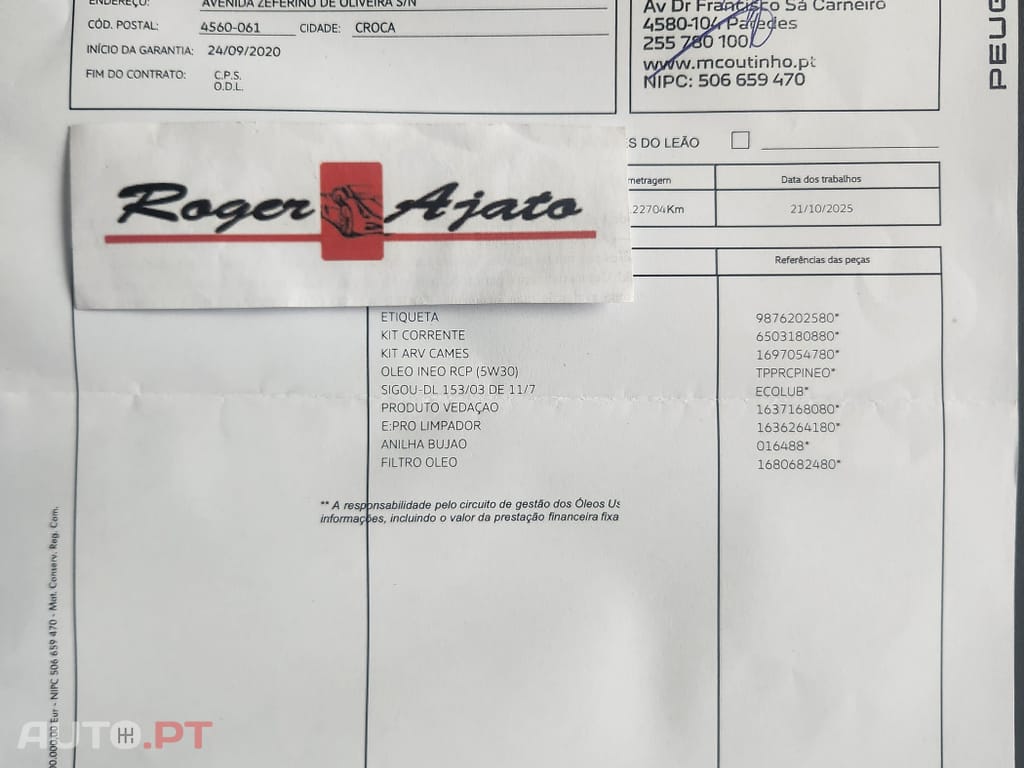 ENDEREÇO: AVENIDA ZEFERINO DE OLIVEIRA S/N
CÓD. POSTAL: 4560-061 CIDADE: CROCA
INÍCIO DA GARANTIA: 24/09/2020
FIM DO CONTRATO: C.P.S.
O.D.L.
Av Dr Francisco Sá Carneiro
4580-104 Paredes
255 780 100
www.mcoutinho.pt
NIPC: 506 659 470
PEUG
S DO LEÃO
Roger Ajato
metragem Data dos trabalhos
22704Km 21/10/2025
Referências das peças
ETIQUETA 9876202580*
KIT CORRENTE 6503180880*
KIT ARV CAMES 1697054780*
OLEO INEO RCP (5W30) TPPRCPINEO*
SIGOU-DL 153/03 DE 11/7 ECOLUB*
PRODUTO VEDAÇAO 1637168080*
E:PRO LIMPADOR 1636264180*
ANILHA BUJAO 016488*
FILTRO OLEO 1680682480*
** A responsabilidade pelo circuito de gestão dos Óleos Us
informações, incluindo o valor da prestação financeira fixa
00.000,00 Eur - NIPC 506 659 470 - Mat. Conserv. Reg. Com.
AUTO.PT